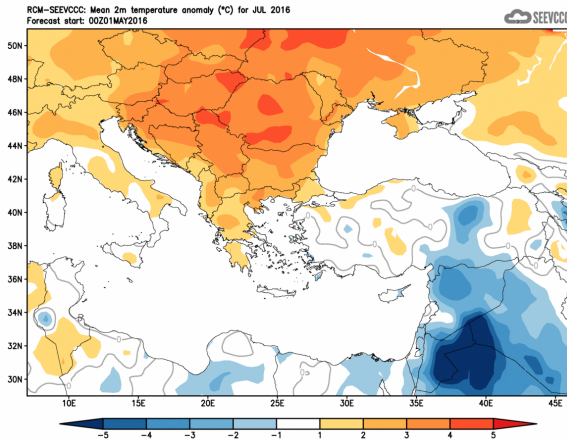 RCM-SEEVCCC: Mean 2m temperature anomaly (°C) for JUL 2016
Forecast start: 00Z01MAY2016
SEEVCCC
50N
48N
46N
44N
42N
40N
38N
36N
34N
32N
30N
10E 15E 20E 25E 30E 35E 40E 45E
-5 -4 -3 -2 -1 1 2 3 4 5